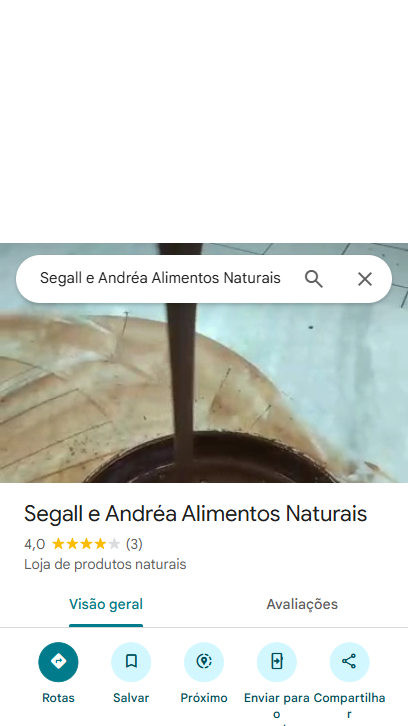 Segall e Andréa Alimentos Naturais
Segall e Andréa Alimentos Naturais
4,0 (3)
Loja de produtos naturais
Visão geral Avaliações
Rotas Salvar Próximo Enviar para o Compartilhar